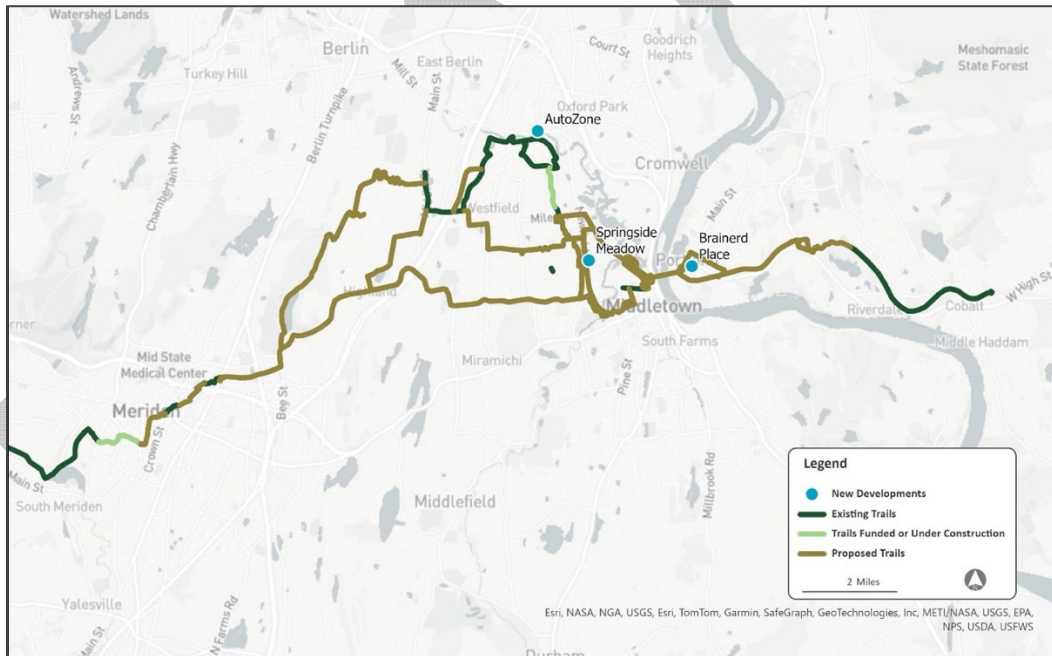 Watershed Lands
Andrews St
Turkey Hill
Berlin
Mill St
East Berlin
Main St
Court St
Goodrich
Heights
Meshomasic
State Forest
Chamberlain Hwy
Berlin Turnpike
Oxford Park
AutoZone
Cromwell
Main St
Westfield
Mile
Springside
Meadow
Brainerd
Place
Port
Highland
Middletown
Riverdale
Cobalt
W High St
Middle Haddam
orner
Mid State
Medical Center
Miramichi
South Farms
Pine St
Bee St
Meriden
Crown St
Main St
South Meriden
Middlefield
Millbrook Rd
Yalesville
Main St
N Farms Rd
Durham
Legend
New Developments
Existing Trails
Trails Funded or Under Construction
Proposed Trails
2 Miles
Esri, NASA, NGA, USGS, Esri, TomTom, Garmin, SafeGraph, GeoTechnologies, Inc, METI/NASA, USGS, EPA,
NPS, USDA, USFWS